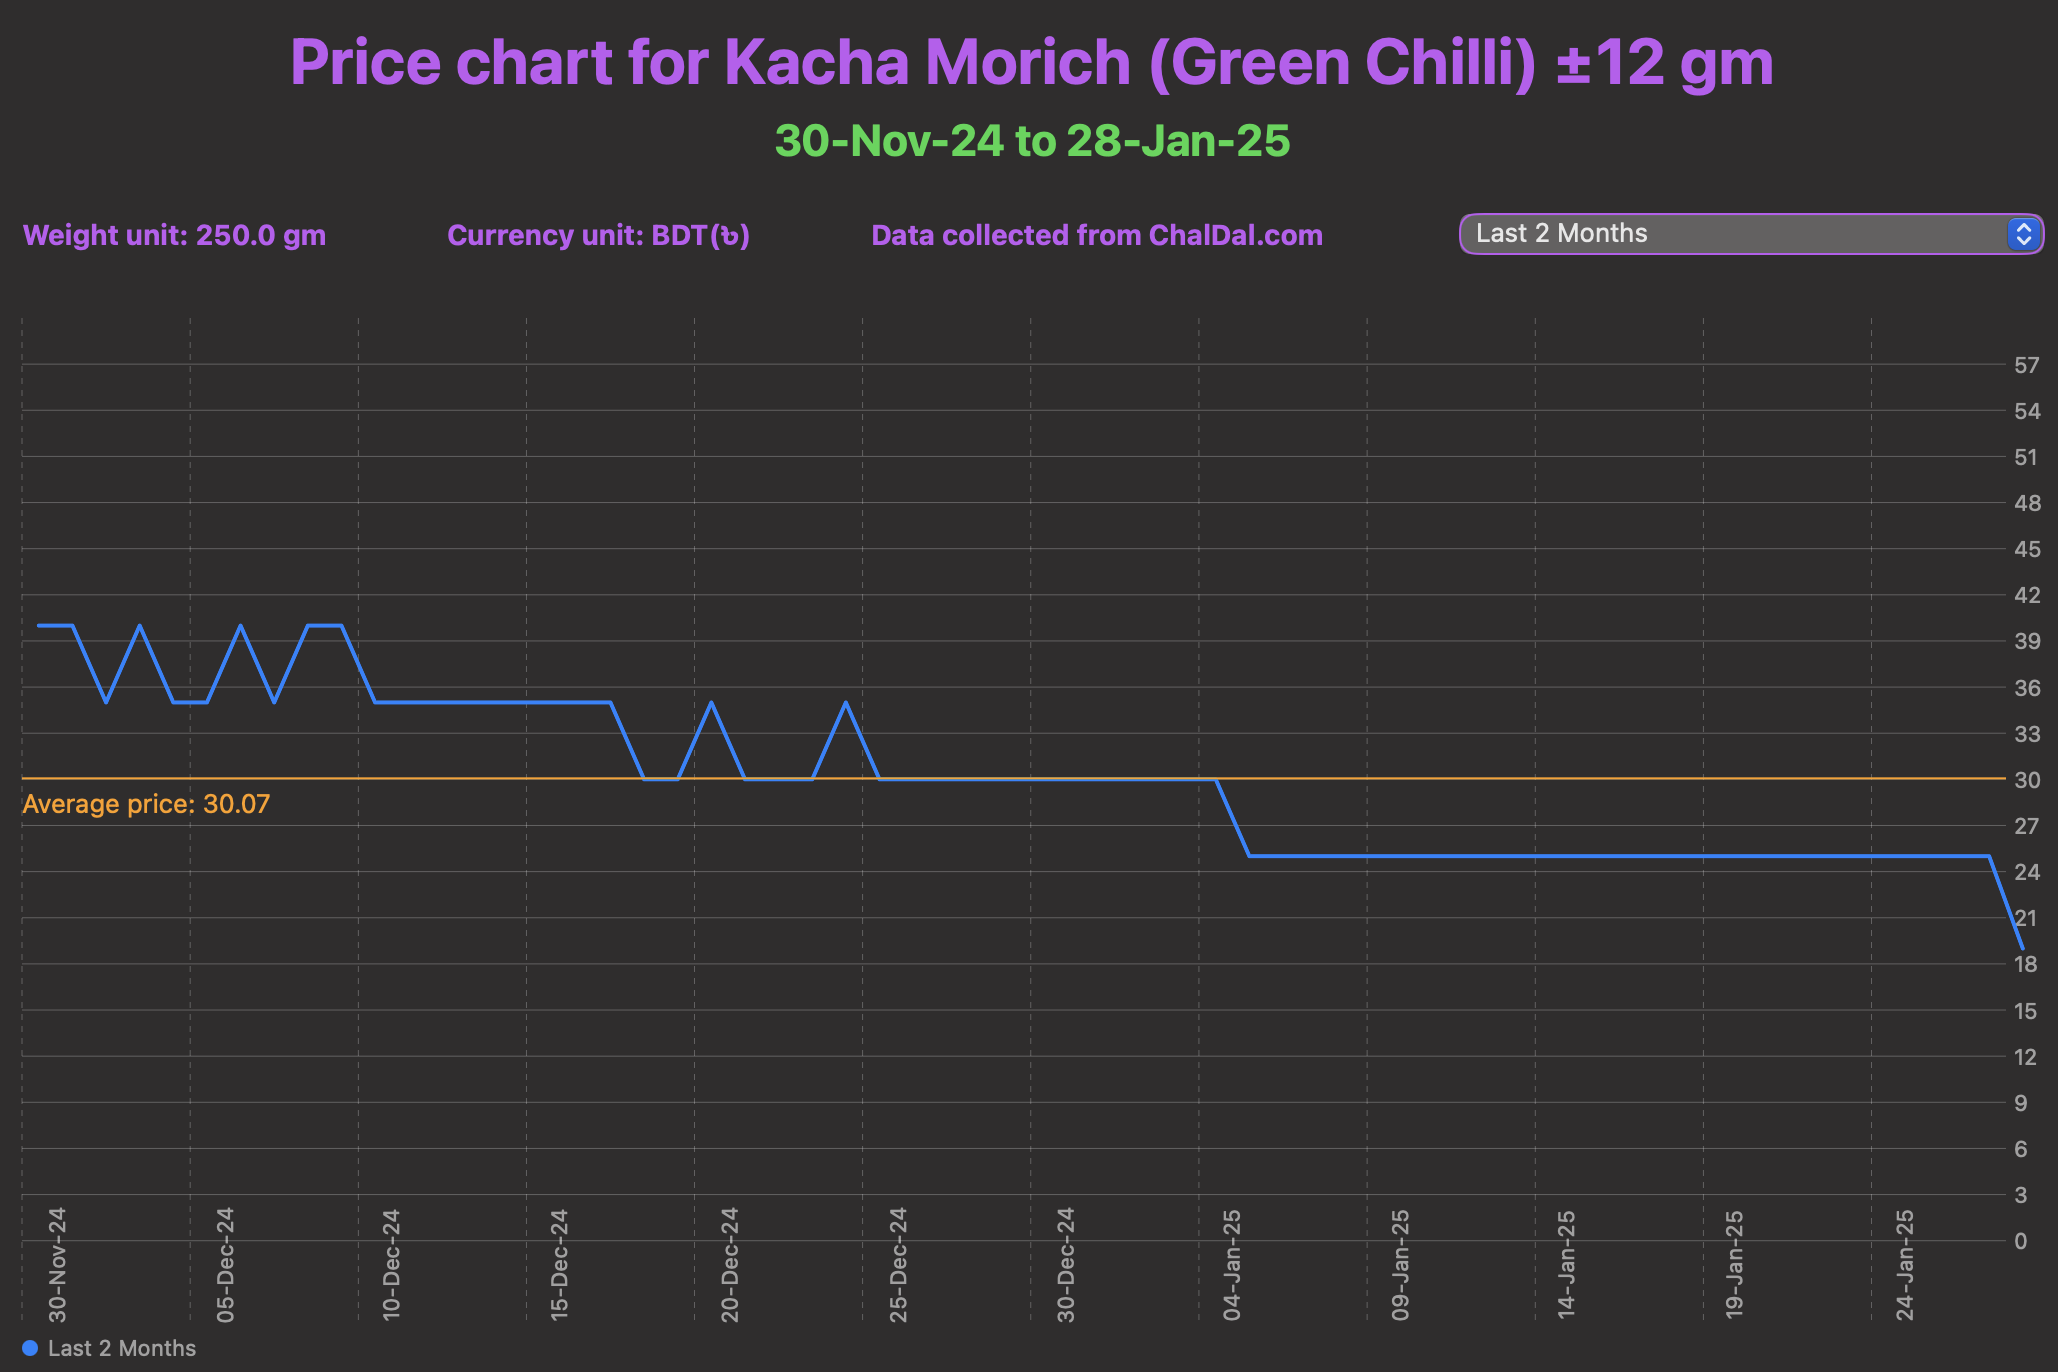 Price chart for Kacha Morich (Green Chilli) ±12 gm
30-Nov-24 to 28-Jan-25
Weight unit: 250.0 gm
Currency unit: BDT(৳)
Data collected from ChalDal.com
Last 2 Months
57
54
51
48
45
42
39
36
33
30
Average price: 30.07
27
24
21
18
15
12
9
6
3
0
30-Nov-24
05-Dec-24
10-Dec-24
15-Dec-24
20-Dec-24
25-Dec-24
30-Dec-24
04-Jan-25
09-Jan-25
14-Jan-25
19-Jan-25
24-Jan-25
Last 2 Months